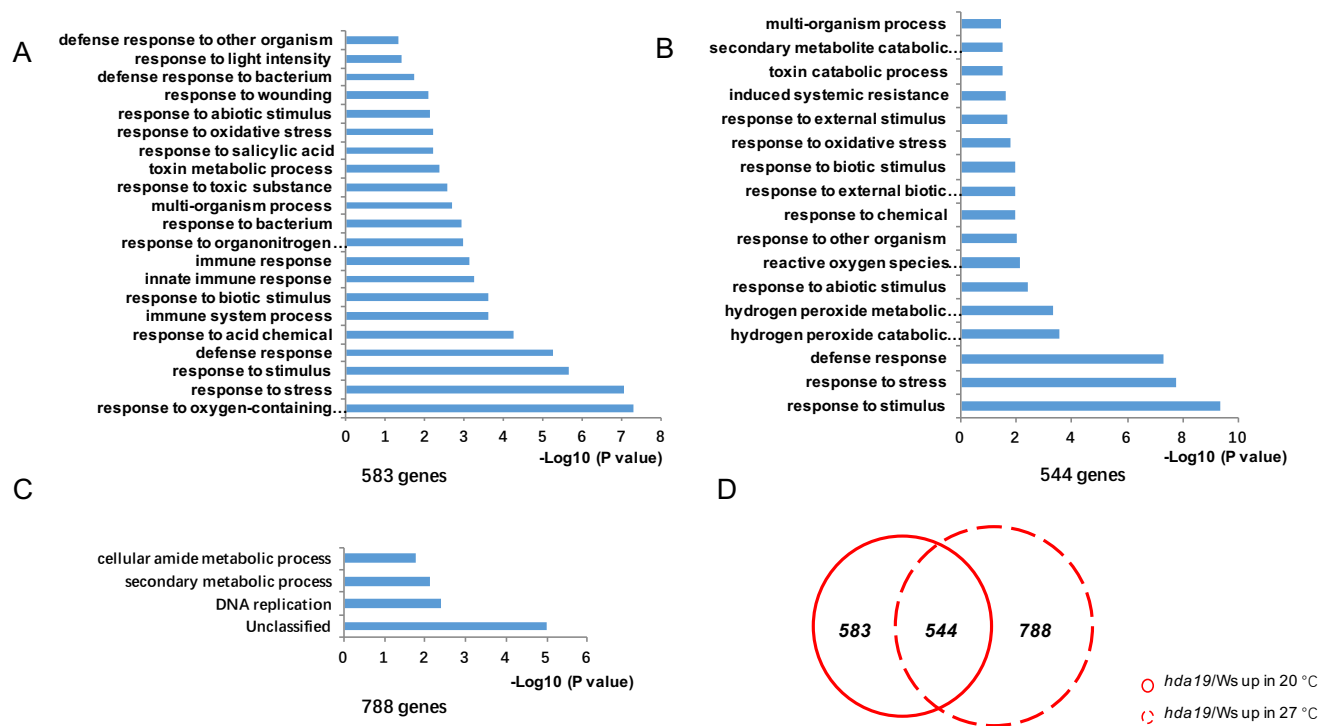 A
defense response to other organism
response to light intensity
defense response to bacterium
response to wounding
response to abiotic stimulus
response to oxidative stress
response to salicylic acid
toxin metabolic process
response to toxic substance
multi-organism process
response to bacterium
response to organonitrogen ...
immune response
innate immune response
response to biotic stimulus
immune system process
response to acid chemical
defense response
response to stimulus
response to stress
response to oxygen-containing...
0 1 2 3 4 5 6 7 8
-Log10 (P value)
583 genes
B
multi-organism process
secondary metabolite catabolic...
toxin catabolic process
induced systemic resistance
response to external stimulus
response to oxidative stress
response to biotic stimulus
response to external biotic ...
response to chemical
response to other organism
reactive oxygen species...
response to abiotic stimulus
hydrogen peroxide metabolic...
hydrogen peroxide catabolic...
defense response
response to stress
response to stimulus
0 2 4 6 8 10
-Log10 (P value)
544 genes
C
cellular amide metabolic process
secondary metabolic process
DNA replication
Unclassified
0 1 2 3 4 5 6
-Log10 (P value)
788 genes
D
583 544 788
hda19/Ws up in 20 °C
hda19/Ws up in 27 °C